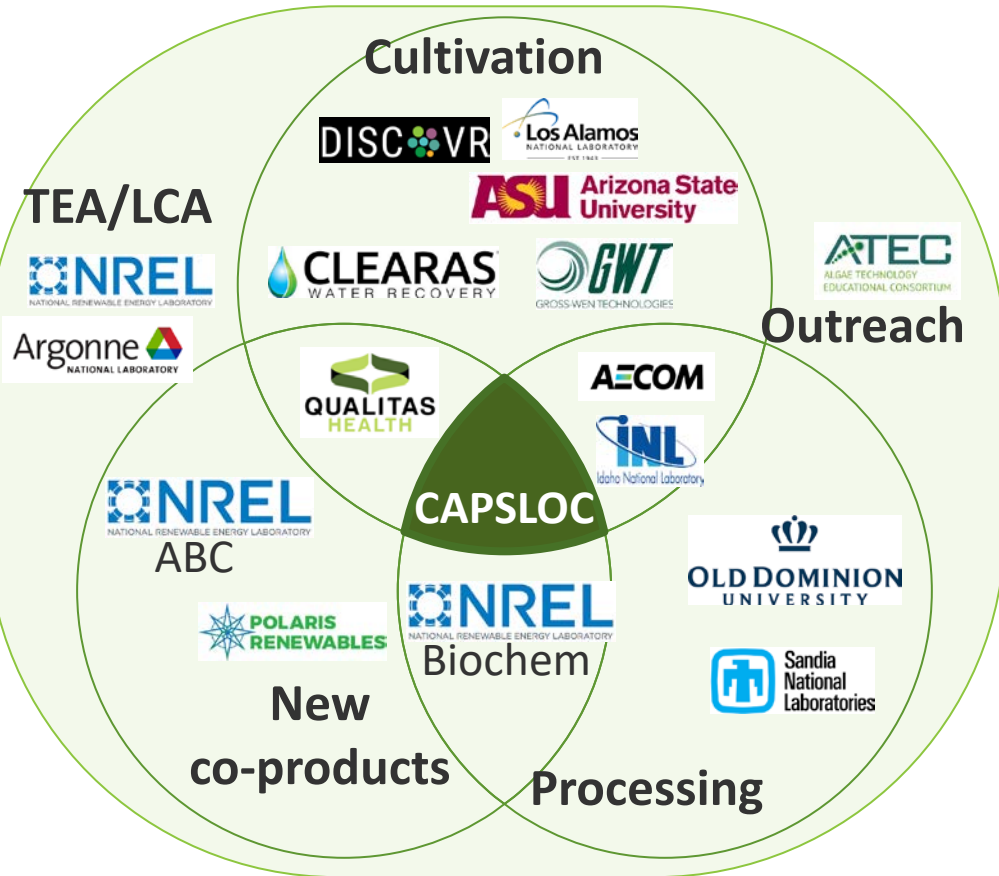 Cultivation
DISCOVR
Los Alamos
NATIONAL LABORATORY
EST. 1943
ASU Arizona State
University
TEA/LCA
NREL
NATIONAL RENEWABLE ENERGY LABORATORY
Argonne
NATIONAL LABORATORY
CLEARAS
WATER RECOVERY
GWT
GROSS-WEN TECHNOLOGIES
ATEC
ALGAE TECHNOLOGY
EDUCATIONAL CONSORTIUM
Outreach
QUALITAS
HEALTH
AECOM
INL
Idaho National Laboratory
CAPSLOC
NREL
NATIONAL RENEWABLE ENERGY LABORATORY
ABC
POLARIS
RENEWABLES
NREL
NATIONAL RENEWABLE ENERGY LABORATORY
Biochem
OLD DOMINION
UNIVERSITY
Sandia
National
Laboratories
New
co-products
Processing